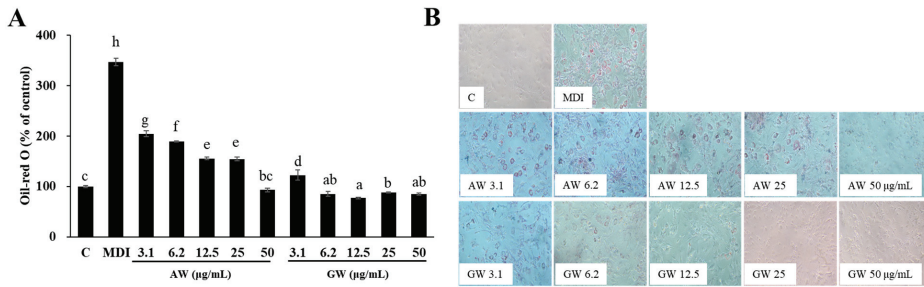 A
Oil-red O (% of ocntrol)
400
300
200
100
0
c
h
g
f
e
e
bc
d
ab
a
b
ab
C MDI 3.1 6.2 12.5 25 50 3.1 6.2 12.5 25 50
AW (μg/mL) GW (μg/mL)
B
C MDI
AW 3.1 AW 6.2 AW 12.5 AW 25 AW 50 μg/mL
GW 3.1 GW 6.2 GW 12.5 GW 25 GW 50 μg/mL